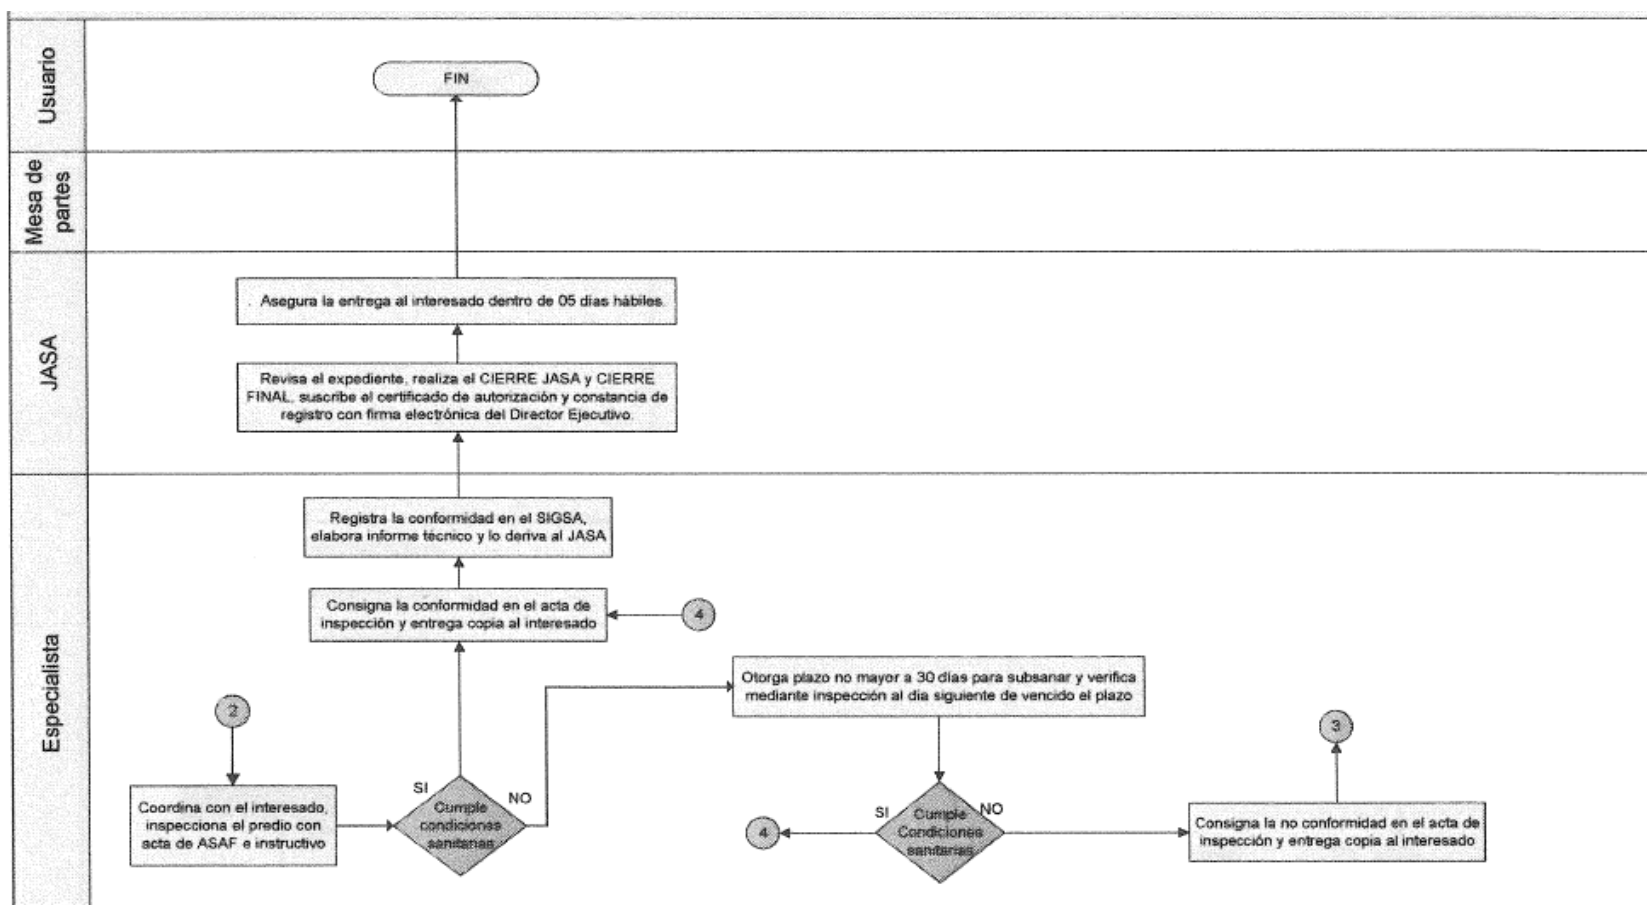 Usuario
FIN
Mesa de
partes
JASA
. Asegura la entrega al interesado dentro de 05 días hábiles.
Revisa el expediente, realiza el CIERRE JASA y CIERRE
FINAL, suscribe el certificado de autorización y constancia de
registro con firma electrónica del Director Ejecutivo.
Especialista
Registra la conformidad en el SIGSA,
elabora informe técnico y lo deriva al JASA
Consigna la conformidad en el acta de
inspección y entrega copia al interesado
4
Otorga plazo no mayor a 30 días para subsanar y verifica
mediante inspección al día siguiente de vencido el plazo
2
3
Coordina con el interesado,
inspecciona el predio con
acta de ASAF e instructivo
SI
NO
Cumple
condiciones
sanitarias
4
SI
NO
Cumple
Condiciones
sanitarias
Consigna la no conformidad en el acta de
inspección y entrega copia al interesado